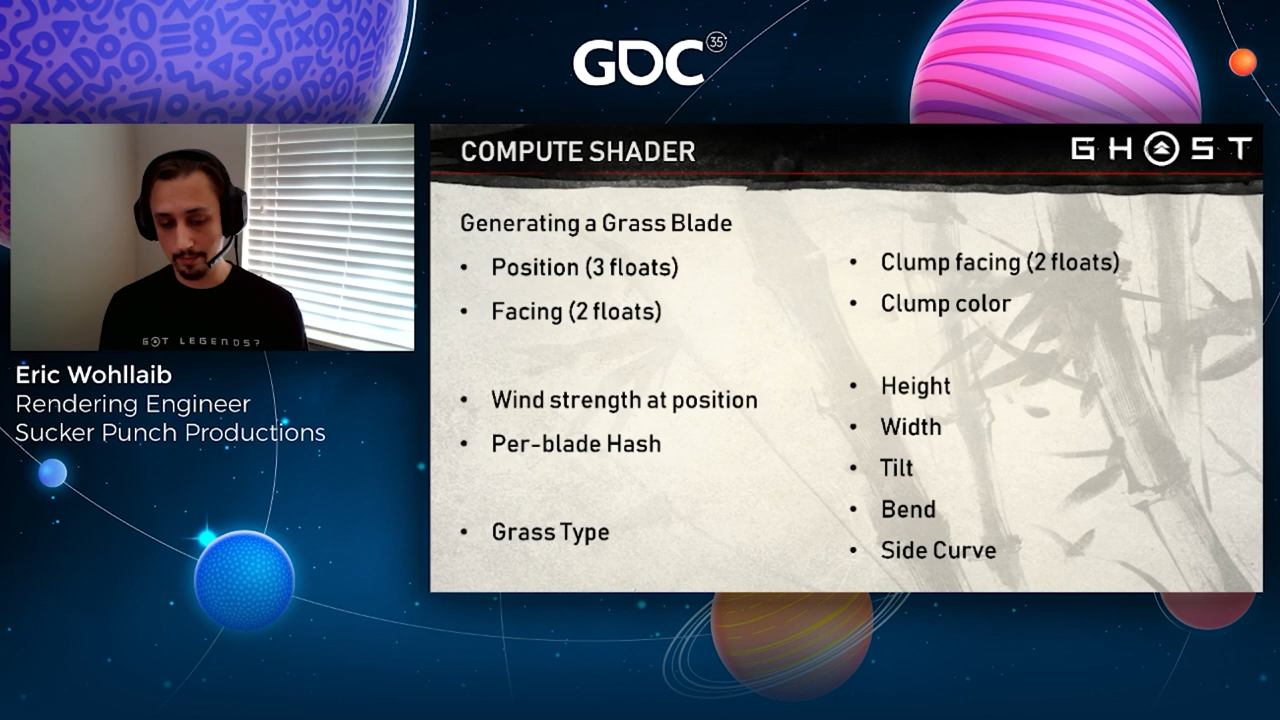 GDC 35
COMPUTE SHADER
GHOST
Generating a Grass Blade
• Position (3 floats)
• Facing (2 floats)
• Wind strength at position
• Per-blade Hash
• Grass Type
• Clump facing (2 floats)
• Clump color
• Height
• Width
• Tilt
• Bend
• Side Curve
GOT LEGENDS?
Eric Wohllaib
Rendering Engineer
Sucker Punch Productions